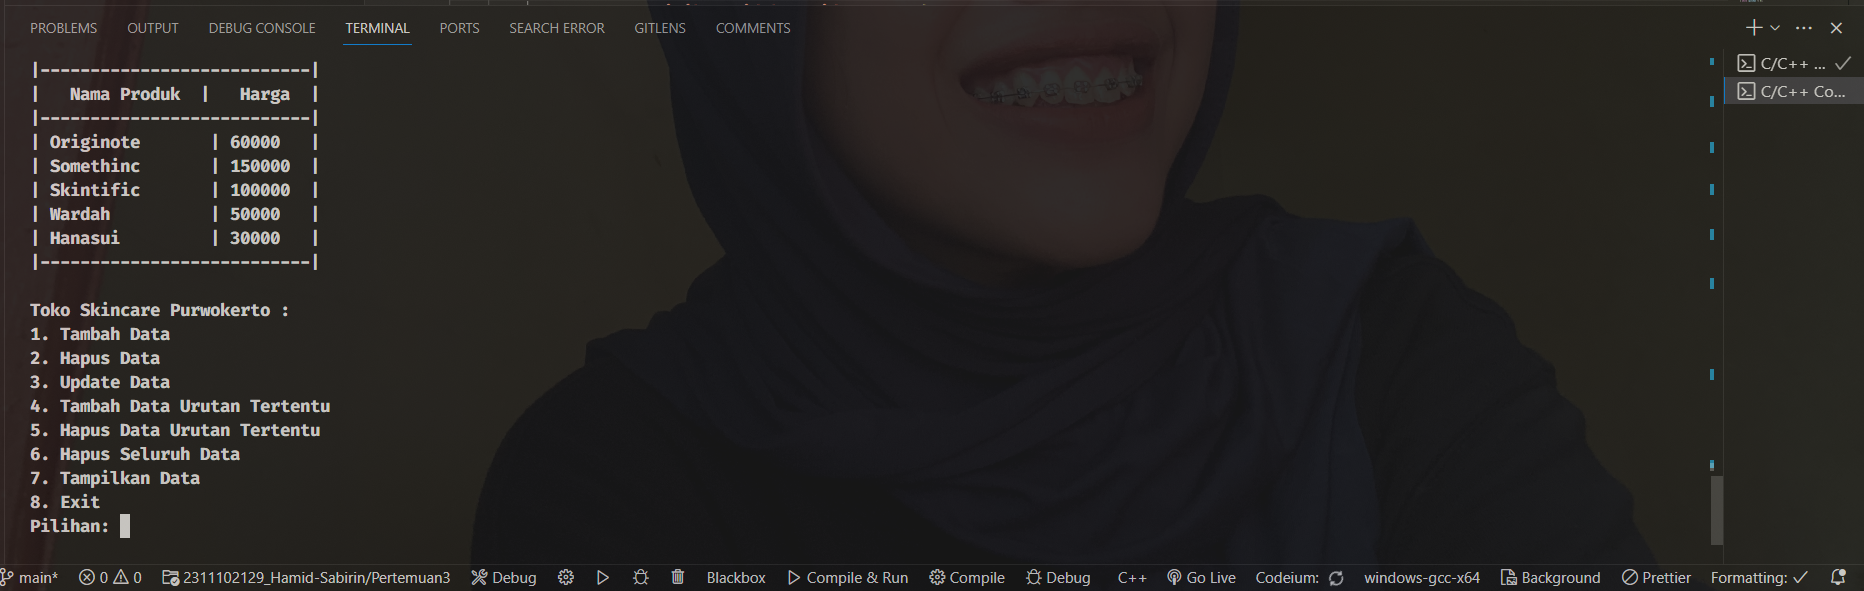 PROBLEMS OUTPUT DEBUG CONSOLE TERMINAL PORTS SEARCH ERROR GITLENS COMMENTS
|---------------------------|
|   Nama Produk  |   Harga  |
|---------------------------|
| Originote       | 60000   |
| Somethinc       | 150000  |
| Skintific       | 100000  |
| Wardah          | 50000   |
| Hanasui         | 30000   |
|---------------------------|
Toko Skincare Purwokerto :
1. Tambah Data
2. Hapus Data
3. Update Data
4. Tambah Data Urutan Tertentu
5. Hapus Data Urutan Tertentu
6. Hapus Seluruh Data
7. Tampilkan Data
8. Exit
Pilihan:
C/C++ ...
C/C++ Co...
main* 0 0 2311102129_Hamid-Sabirin/Pertemuan3 Debug Blackbox Compile & Run Compile Debug C++ Go Live Codeium: windows-gcc-x64 Background Prettier Formatting: